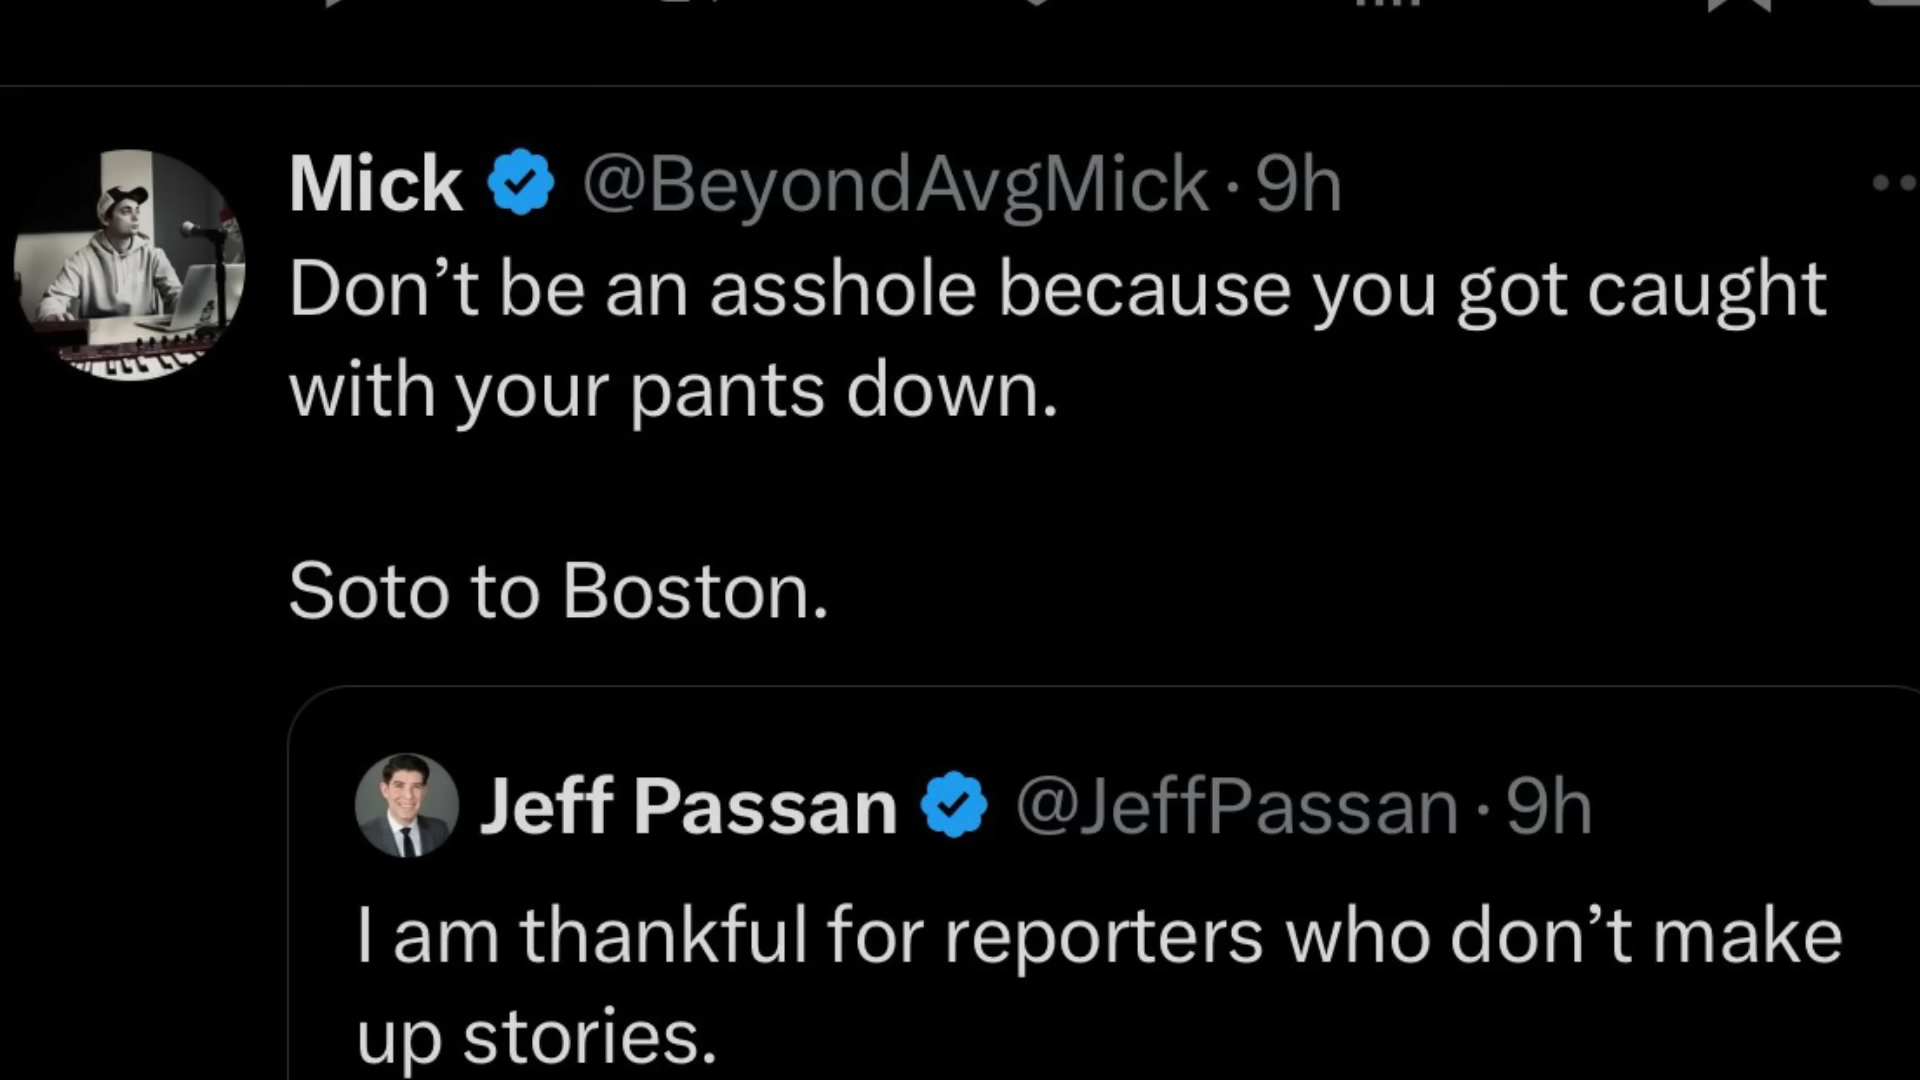 Mick @BeyondAvgMick · 9h
Don’t be an asshole because you got caught
with your pants down.
Soto to Boston.
Jeff Passan @JeffPassan · 9h
I am thankful for reporters who don’t make
up stories.